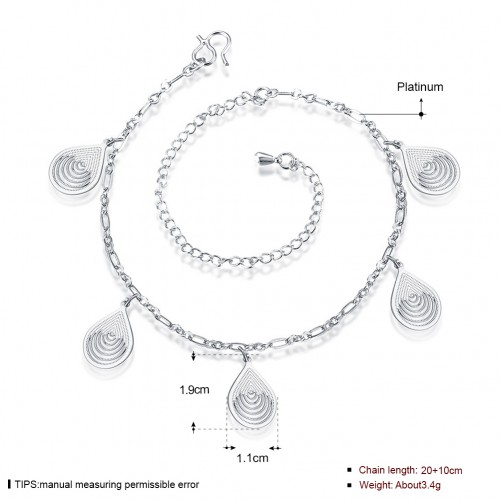 Platinum
1.9cm
1.1cm
Chain length: 20+10cm
Weight: About3.4g
TIPS:manual measuring permissible error